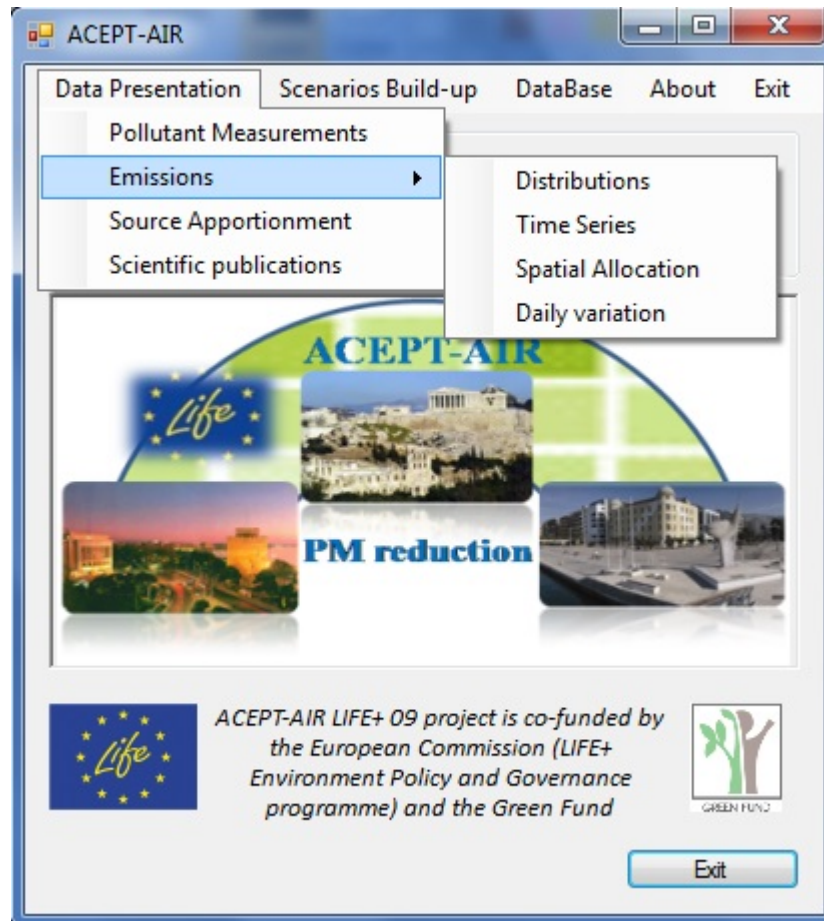 ACEPT-AIR
Data Presentation Scenarios Build-up DataBase About Exit
Pollutant Measurements
Emissions
Source Apportionment
Scientific publications
Distributions
Time Series
Spatial Allocation
Daily variation
ACEPT-AIR
Life
PM reduction
Life
ACEPT-AIR LIFE+ 09 project is co-funded by
the European Commission (LIFE+
Environment Policy and Governance
programme) and the Green Fund
GREEN FUND
Exit